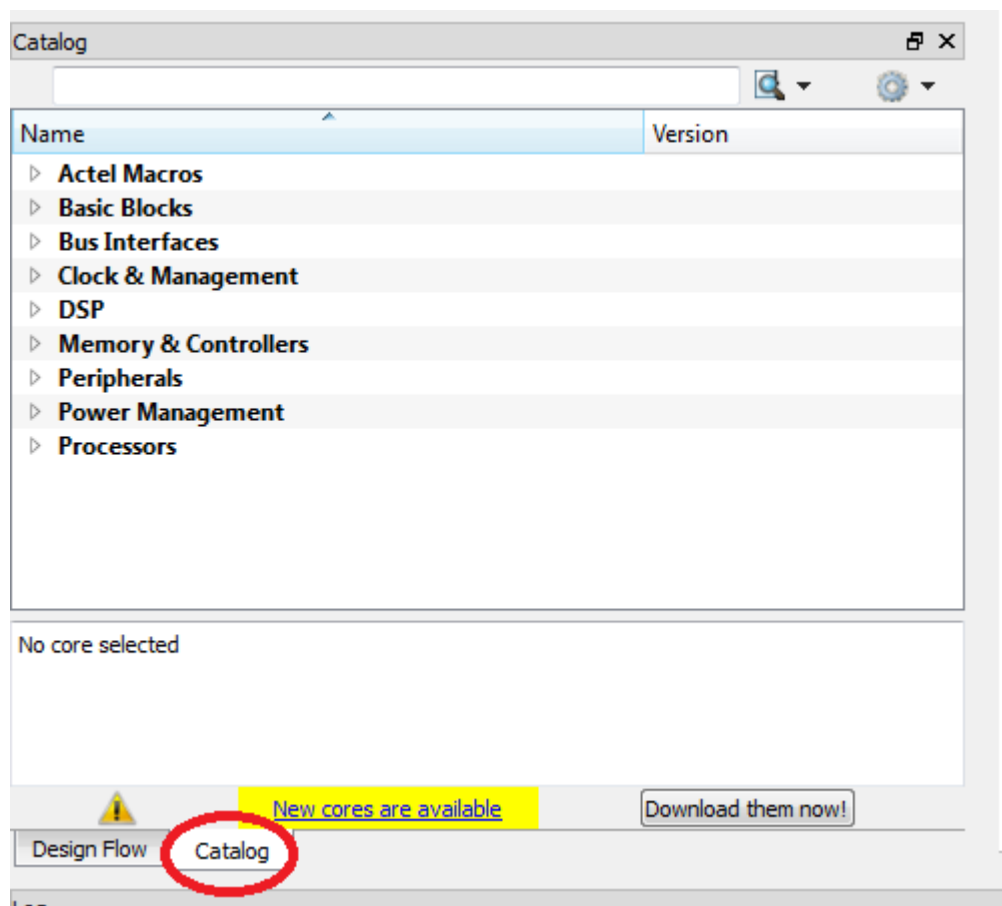 Catalog
Name Version
Actel Macros
Basic Blocks
Bus Interfaces
Clock & Management
DSP
Memory & Controllers
Peripherals
Power Management
Processors
No core selected
New cores are available Download them now!
Design Flow Catalog